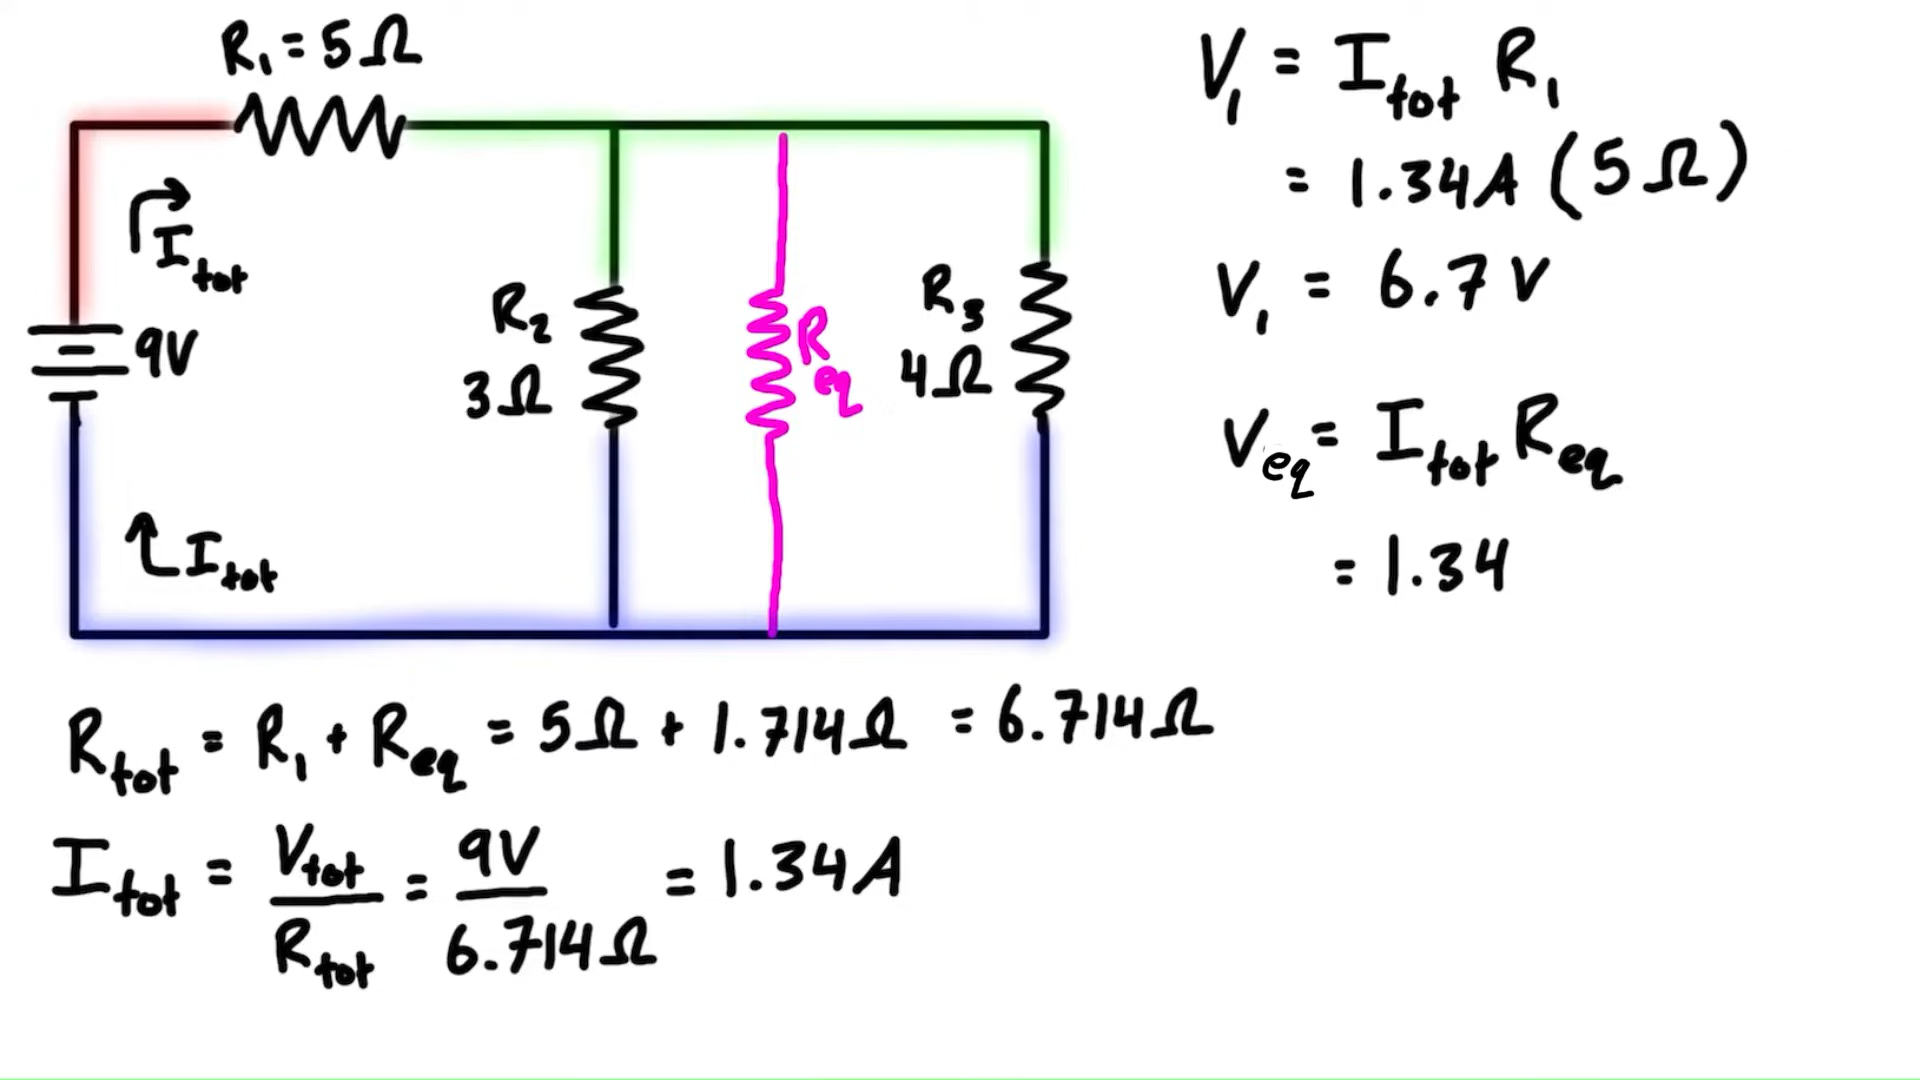 R₁ = 5Ω
I_tot
9V
R₂
3Ω
R_eq
R₃
4Ω
I_tot
R_tot = R₁ + R_eq = 5Ω + 1.714Ω = 6.714Ω
I_tot = V_tot / R_tot = 9V / 6.714Ω = 1.34A
V₁ = I_tot R₁
= 1.34A (5Ω)
V₁ = 6.7 V
V_eq = I_tot R_eq
= 1.34